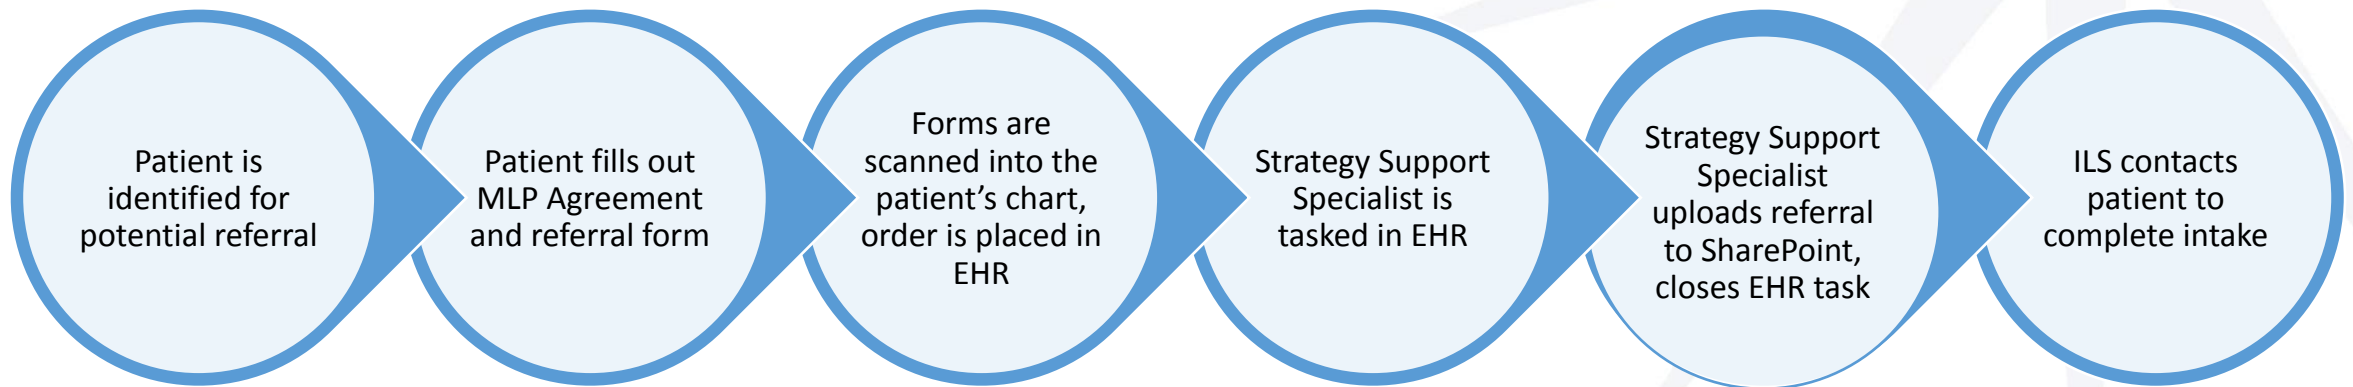 Patient is
identified for
potential referral
Patient fills out
MLP Agreement
and referral form
Forms are
scanned into the
patient’s chart,
order is placed in
EHR
Strategy Support
Specialist is
tasked in EHR
Strategy Support
Specialist
uploads referral
to SharePoint,
closes EHR task
ILS contacts
patient to
complete intake